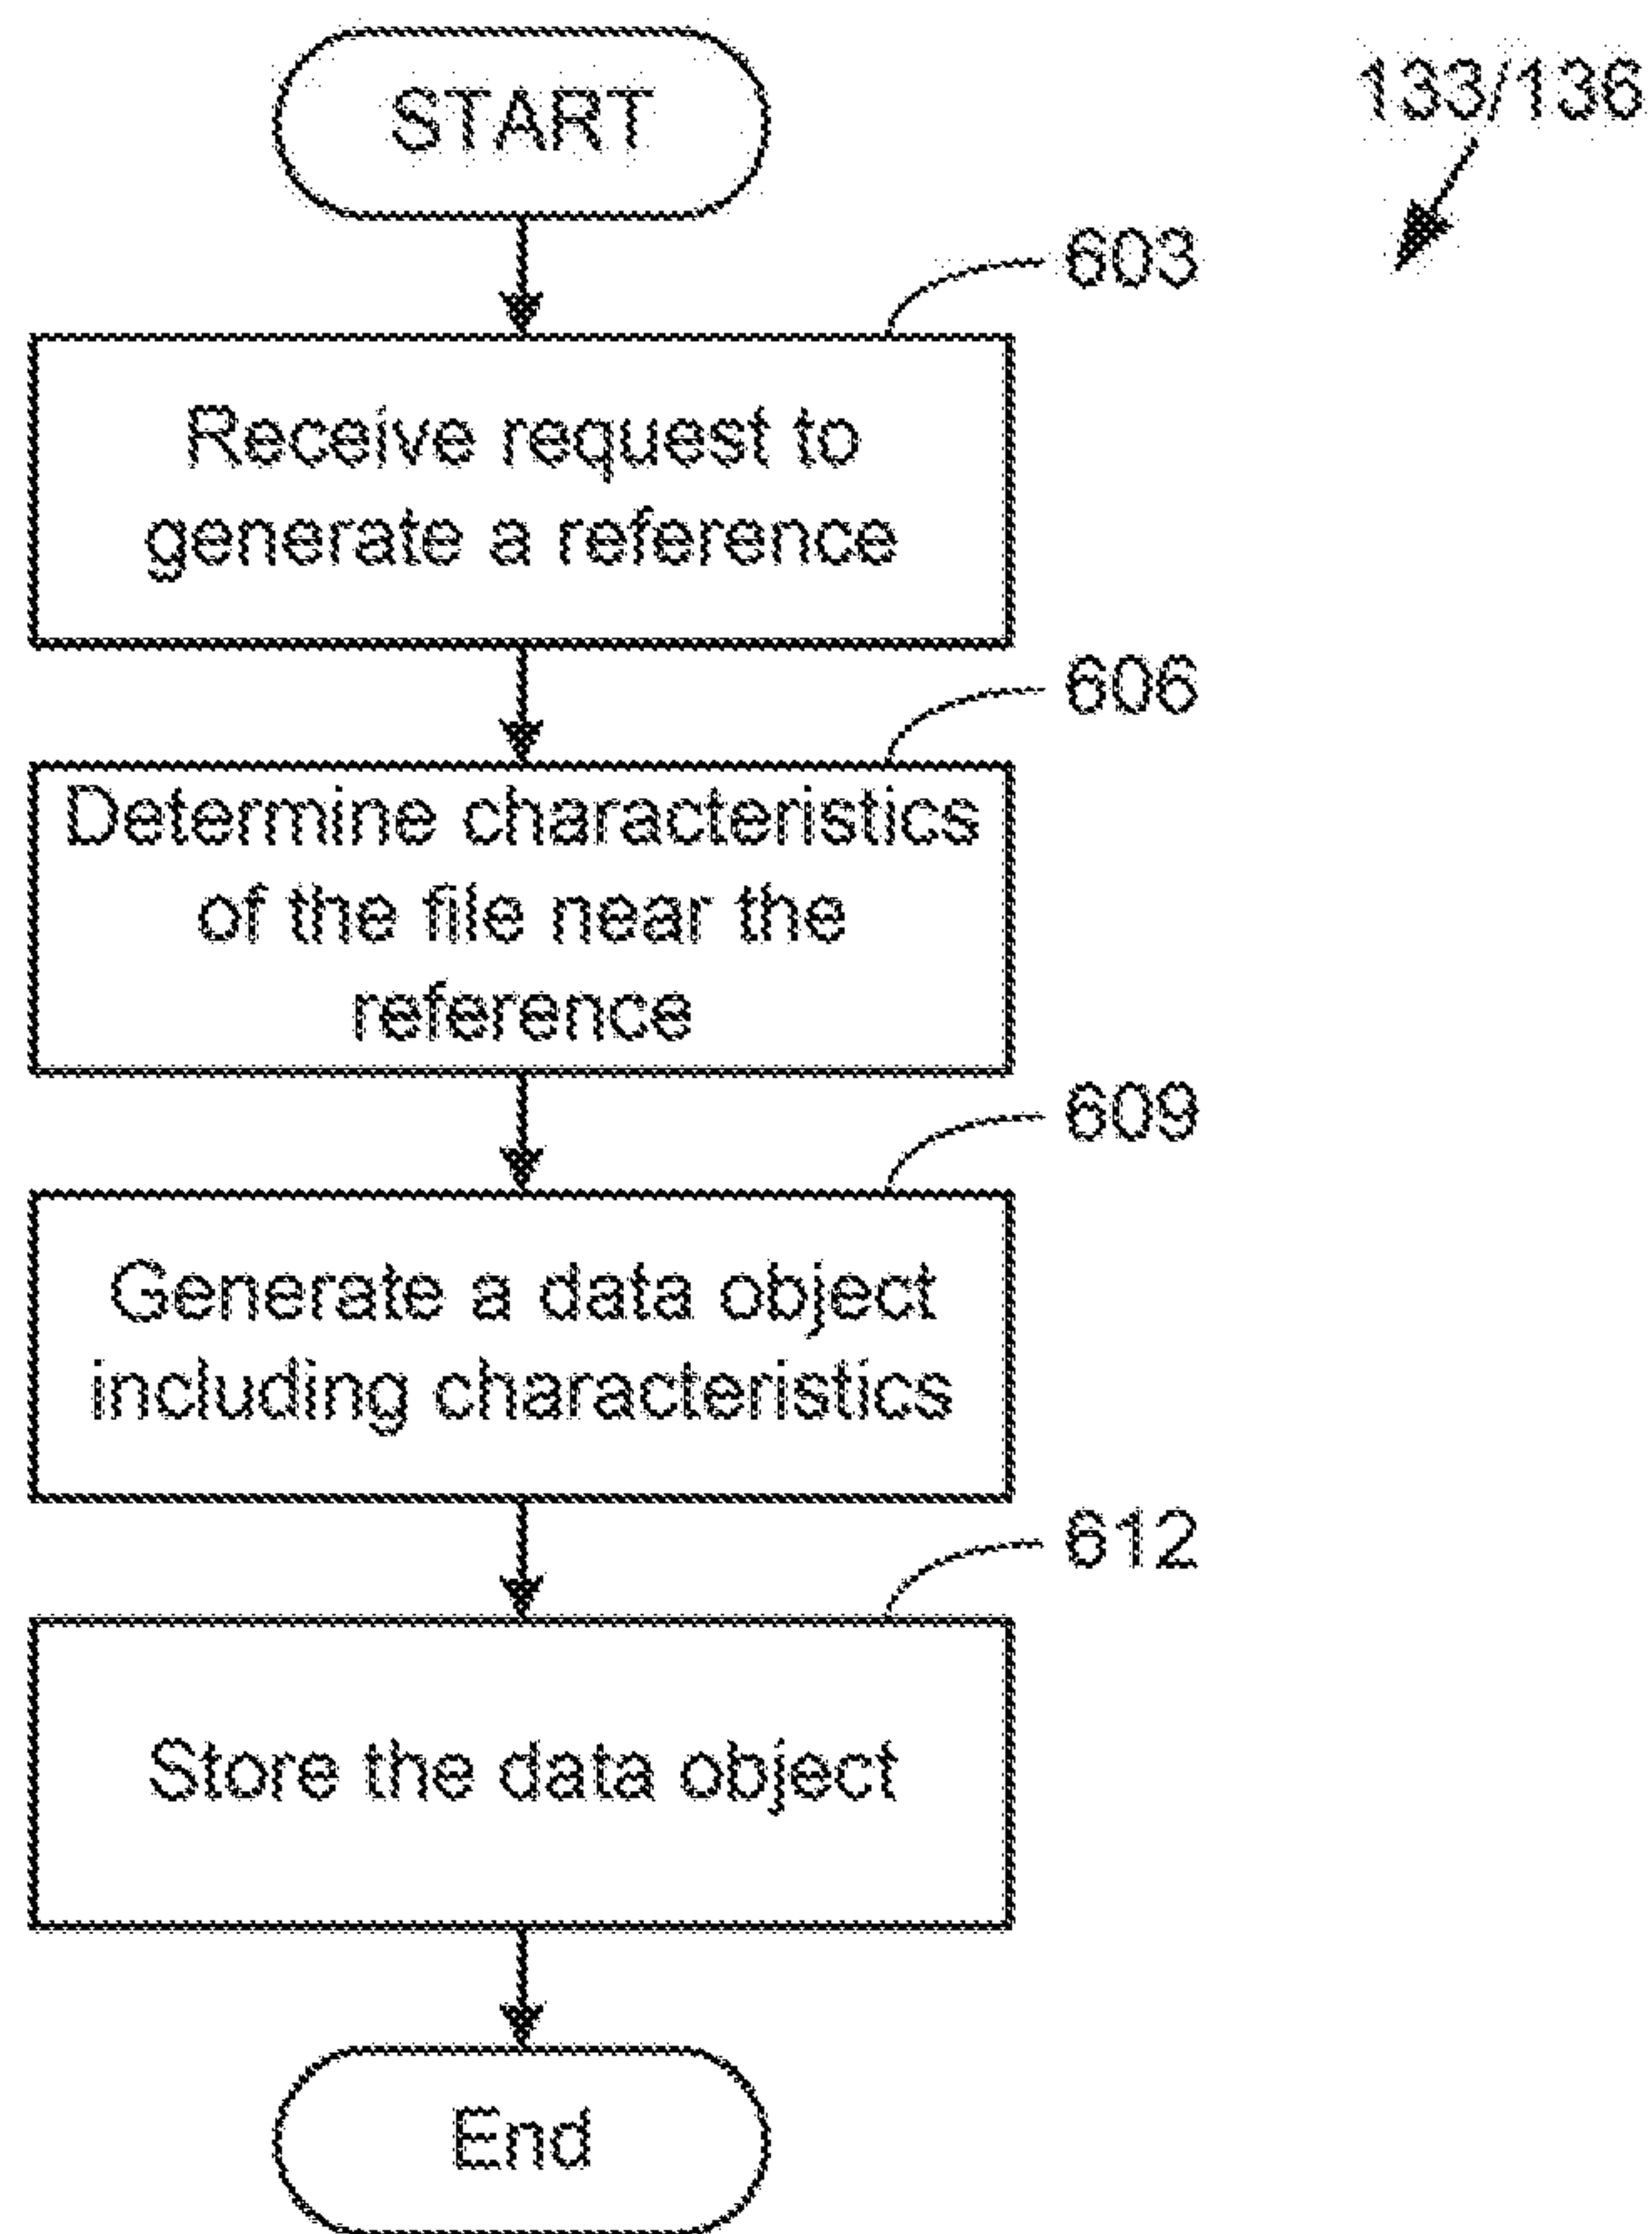 START
133/136
603
Receive request to
generate a reference
606
Determine characteristics
of the file near the
reference
609
Generate a data object
including characteristics
612
Store the data object
End